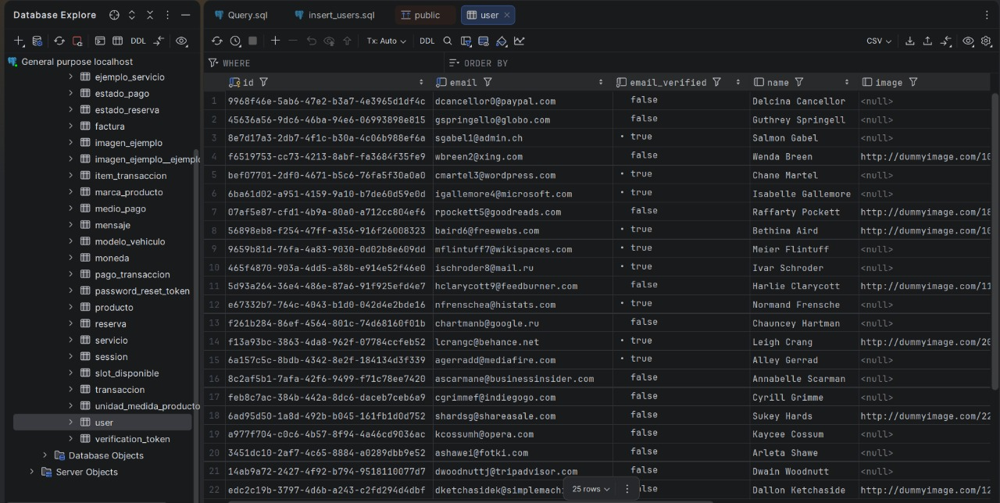 Database Explore
Query.sql
insert_users.sql
public
user
DDL
Tx: Auto
DDL
CSV
General purpose localhost
ejemplo_servicio
estado_pago
estado_reserva
factura
imagen_ejemplo
imagen_ejemplo__ejemplo
item_transaccion
marca_producto
medio_pago
mensaje
modelo_vehiculo
moneda
pago_transaccion
password_reset_token
producto
reserva
servicio
session
slot_disponible
transaccion
unidad_medida_producto
user
verification_token
Database Objects
Server Objects
WHERE ORDER BY
id email email_verified name image
1 9968f46e-5ab6-47e2-b3a7-4e3965d1df4c dcancellor0@paypal.com false Delcina Cancellor <null>
2 45636a56-9dc6-46ba-94e6-06993898e815 gspringello@globo.com false Guthrey Springell <null>
3 8e7d17a3-2db7-4f1c-b30a-4c06b988ef6a sgabel1@admin.ch • true Salmon Gabel <null>
4 f6519753-cc73-4213-8abf-fa3684f35fe9 wbreen2@xing.com false Wenda Breen http://dummyimage.com/10
5 bef07701-2df0-4671-b5c6-76fa5f30a0a0 cmartel3@wordpress.com • true Chane Martel <null>
6 6ba61d02-a951-4159-9a10-b7de60d59e0d igallemore4@microsoft.com • true Isabelle Gallemore <null>
7 07af5e87-cfd1-4b9a-80a0-a712cc804ef6 rpockett5@goodreads.com false Raffarty Pockett http://dummyimage.com/18
8 56898eb8-f254-47ff-a356-916f26008323 baird6@freewebs.com • true Bethina Aird http://dummyimage.com/10
9 9659b81d-76fa-4a83-9030-0d02b8e609dd mflintuff7@wikispaces.com • true Meier Flintuff <null>
10 465f4870-903a-4dd5-a38b-e914e52f46e0 ischroder8@mail.ru • true Ivar Schroder <null>
11 5d93a264-36e4-486e-87a6-91f925efd4e7 hclarycott9@feedburner.com false Harlie Clarycott http://dummyimage.com/11
12 e67332b7-764c-4043-b1d0-042d4e2bde16 nfrenschea@histats.com • true Normand Frensche <null>
13 f261b284-86ef-4564-801c-74d68160f01b chartmanb@google.ru false Chauncey Hartman <null>
14 f13a93bc-3863-4da8-962f-07784ccfeb52 lcrangc@behance.net • true Leigh Crang http://dummyimage.com/20
15 6a157c5c-8bdb-4342-8e2f-184134d3f339 agerradd@mediafire.com • true Alley Gerrad <null>
16 8c2af5b1-7afa-42f6-9499-f71c78ee7420 ascarmane@businessinsider.com false Annabelle Scarman <null>
17 feb8c7ac-384b-442a-8dc6-daceb7ceb6a9 cgrimmef@indiegogo.com false Cyrill Grimme <null>
18 6ad95d50-1a8d-492b-b045-161fb1d0d752 shardsg@shareasale.com false Sukey Hards http://dummyimage.com/22
19 a977f704-c0c6-4b57-8f94-4a46cd9036ac kcossumh@opera.com false Kaycee Cossum <null>
20 3451dc10-2af7-4c65-8884-a0289dbb9e52 ashawei@fotki.com false Arleta Shawe <null>
21 14ab9a72-2427-4f92-b794-9518110077d7 dwoodnuttj@tripadvisor.com false Dwain Woodnutt <null>
22 edc2c19b-3797-4d6b-a243-c2fd294d4dbf dketchasidek@simplemach lse Dallon Ketchaside http://dummyimage.com/12
25 rows